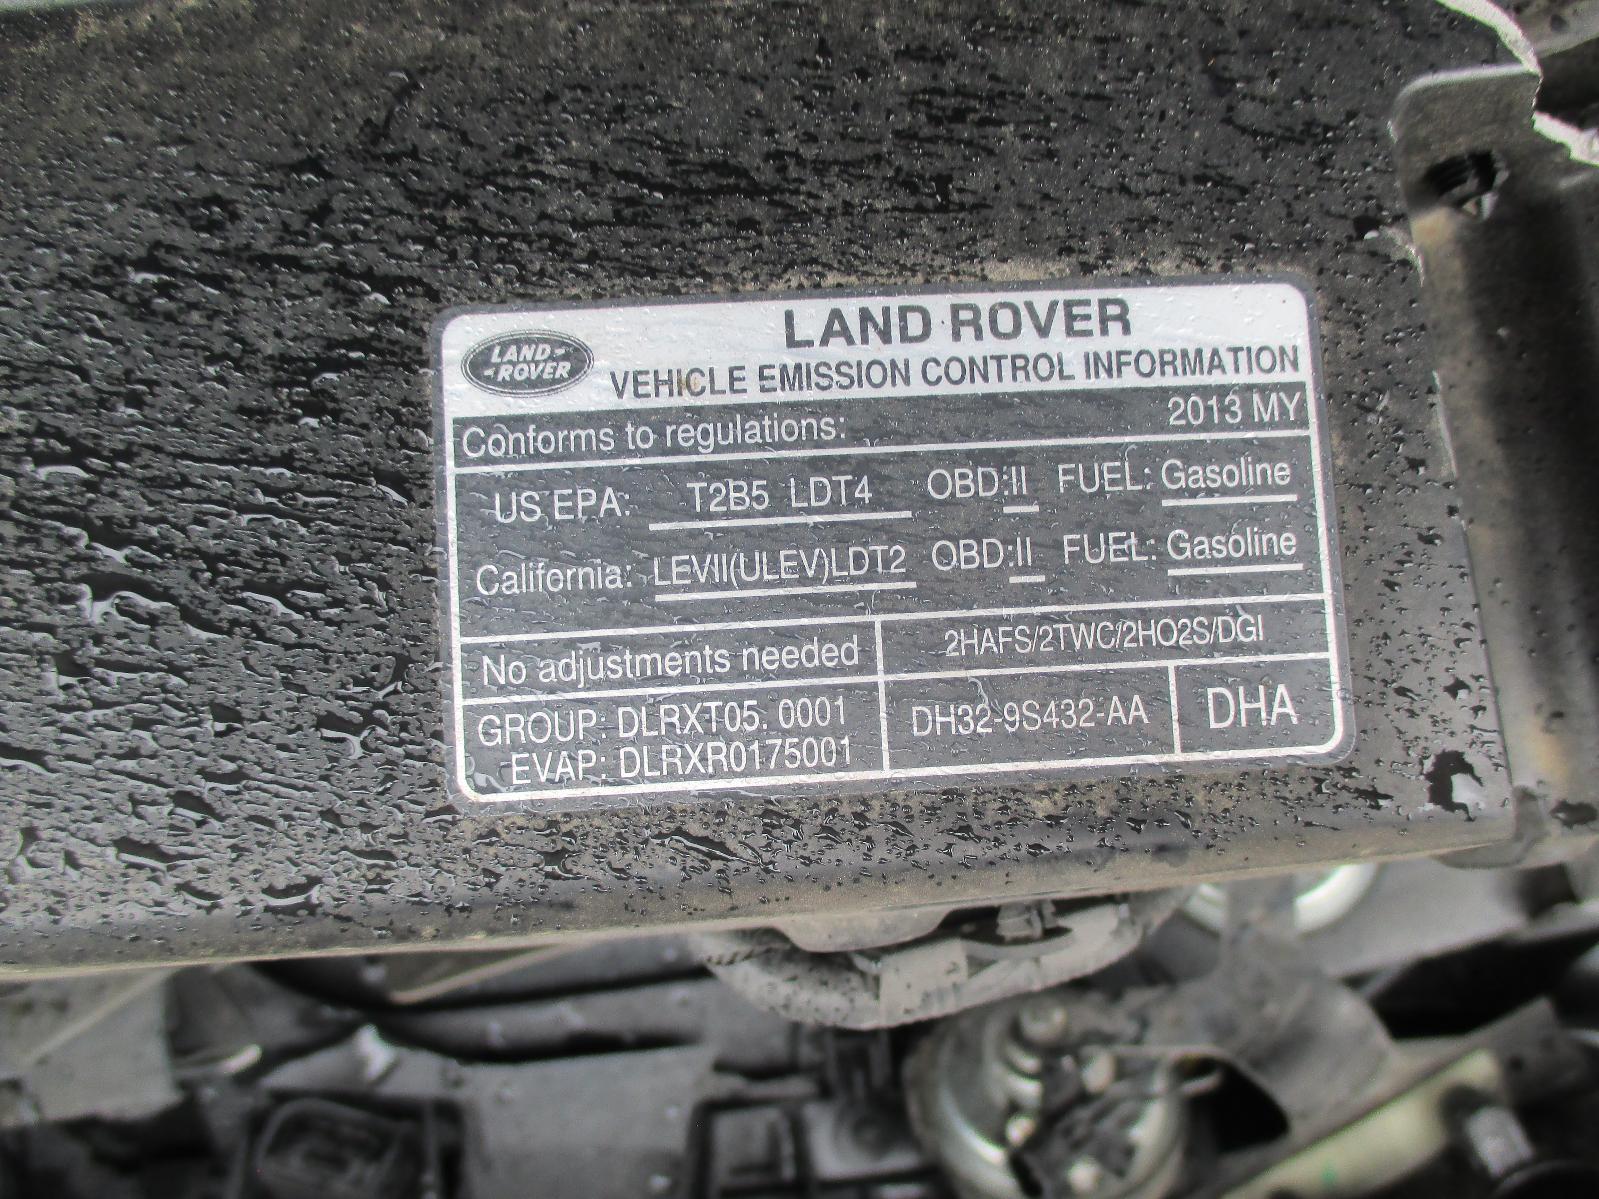 LAND ROVER
LAND
ROVER
VEHICLE EMISSION CONTROL INFORMATION
Conforms to regulations: 2013 MY
US EPA: T2B5 LDT4 OBD:II FUEL: Gasoline
California: LEVII(ULEV)LDT2 OBD:II FUEL: Gasoline
No adjustments needed 2HAFS/2TWC/2HO2S/DGI
GROUP: DLRXT05. 0001 DH32-9S432-AA DHA
EVAP: DLRXR0175001